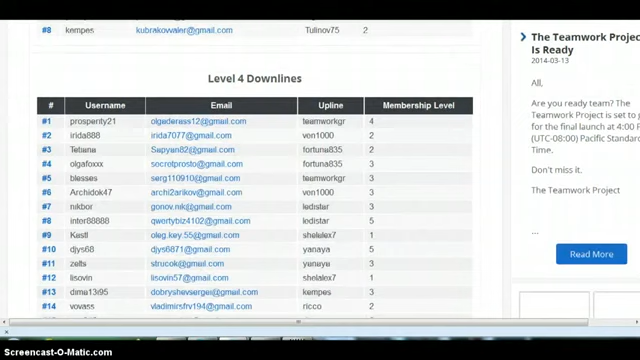 #8 kempes kubrakovvaler@gmail.com Tulinov75 2
Level 4 Downlines
# Username Email Upline Membership Level
#1 prosperity21 olgaderass12@gmail.com teamworkgr 4
#2 irida888 irida7077@gmail.com von1000 2
#3 Tetiana Sapyan82@gmail.com fortuna835 2
#4 olgafoxxx secretprosto@gmail.com fortuna835 3
#5 blesses serg110910@gmail.com teamworkgr 3
#6 Archidok47 archi2arikov@gmail.com von1000 3
#7 nikbor gonov.nik@gmail.com ledistar 3
#8 inter88888 qwertybiz4102@gmail.com ledistar 5
#9 Kastl oleg.key.55@gmail.com shelalex7 1
#10 djys68 djys6871@gmail.com yanaya 5
#11 zelts strucok@gmail.com yanaya 3
#12 lisovin lisovin57@gmail.com shelalex7 1
#13 dima13i95 dobryshevsergei@gmail.com kempes 3
#14 vovass vladimirsfrv194@gmail.com ricco 2
The Teamwork Projec
Is Ready
2014-03-13
All,
Are you ready team? The
Teamwork Project is set to g
for the final launch at 4:00 P
(UTC-08:00) Pacific Standard
Time.
Don't miss it.
The Teamwork Project
...
Read More
Screencast-O-Matic.com